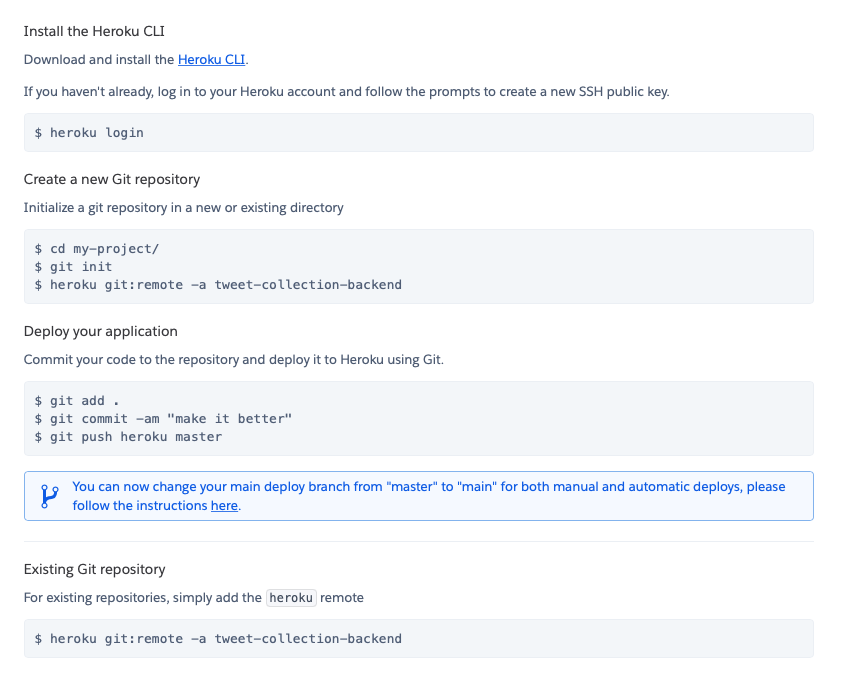 Install the Heroku CLI
Download and install the Heroku CLI.
If you haven't already, log in to your Heroku account and follow the prompts to create a new SSH public key.
$ heroku login
Create a new Git repository
Initialize a git repository in a new or existing directory
$ cd my-project/
$ git init
$ heroku git:remote -a tweet-collection-backend
Deploy your application
Commit your code to the repository and deploy it to Heroku using Git.
$ git add .
$ git commit -am "make it better"
$ git push heroku master
You can now change your main deploy branch from "master" to "main" for both manual and automatic deploys, please
follow the instructions here.
Existing Git repository
For existing repositories, simply add the heroku remote
$ heroku git:remote -a tweet-collection-backend